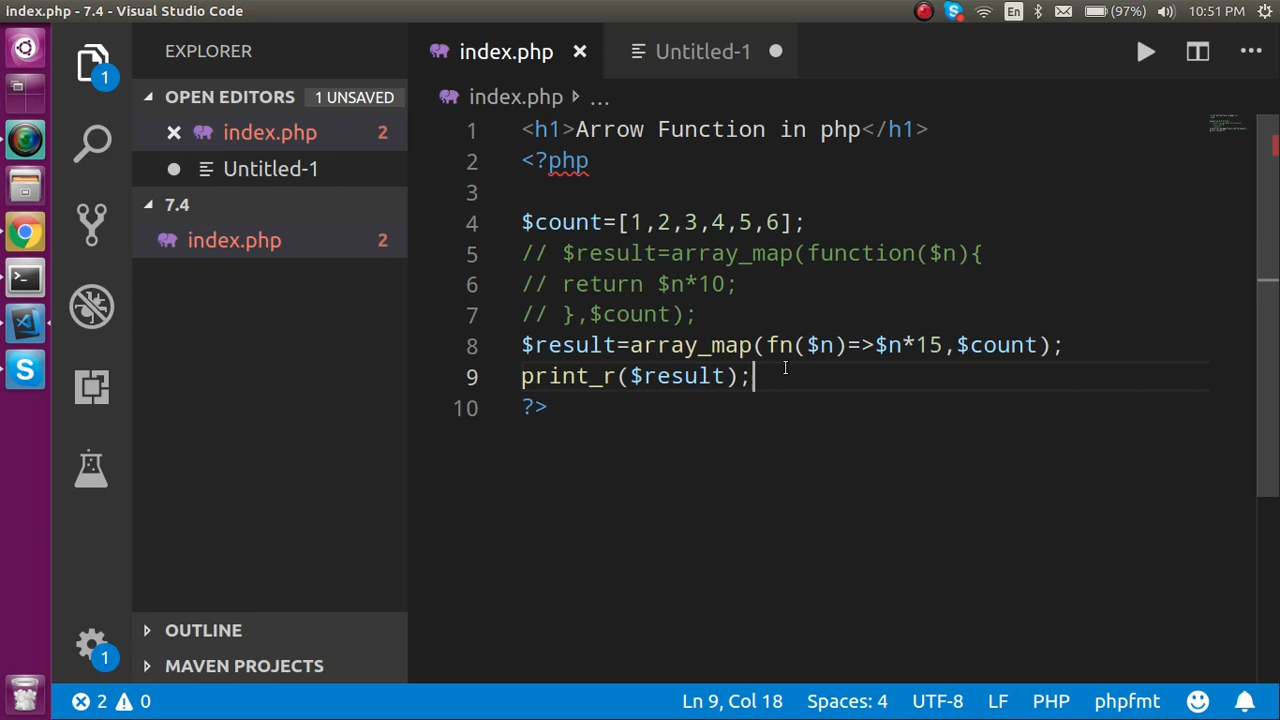 index.php - 7.4 - Visual Studio Code
En
(97%)
10:51 PM
EXPLORER
index.php
Untitled-1
1
OPEN EDITORS
1 UNSAVED
index.php
2
Untitled-1
7.4
index.php
2
index.php
...
1 <h1>Arrow Function in php</h1>
2 <?php
3
4 $count=[1,2,3,4,5,6];
5 // $result=array_map(function($n){
6 // return $n*10;
7 // },$count);
8 $result=array_map(fn($n)=>$n*15,$count);
9 print_r($result);
10 ?>
OUTLINE
MAVEN PROJECTS
1
2
0
Ln 9, Col 18
Spaces: 4
UTF-8
LF
PHP
phpfmt